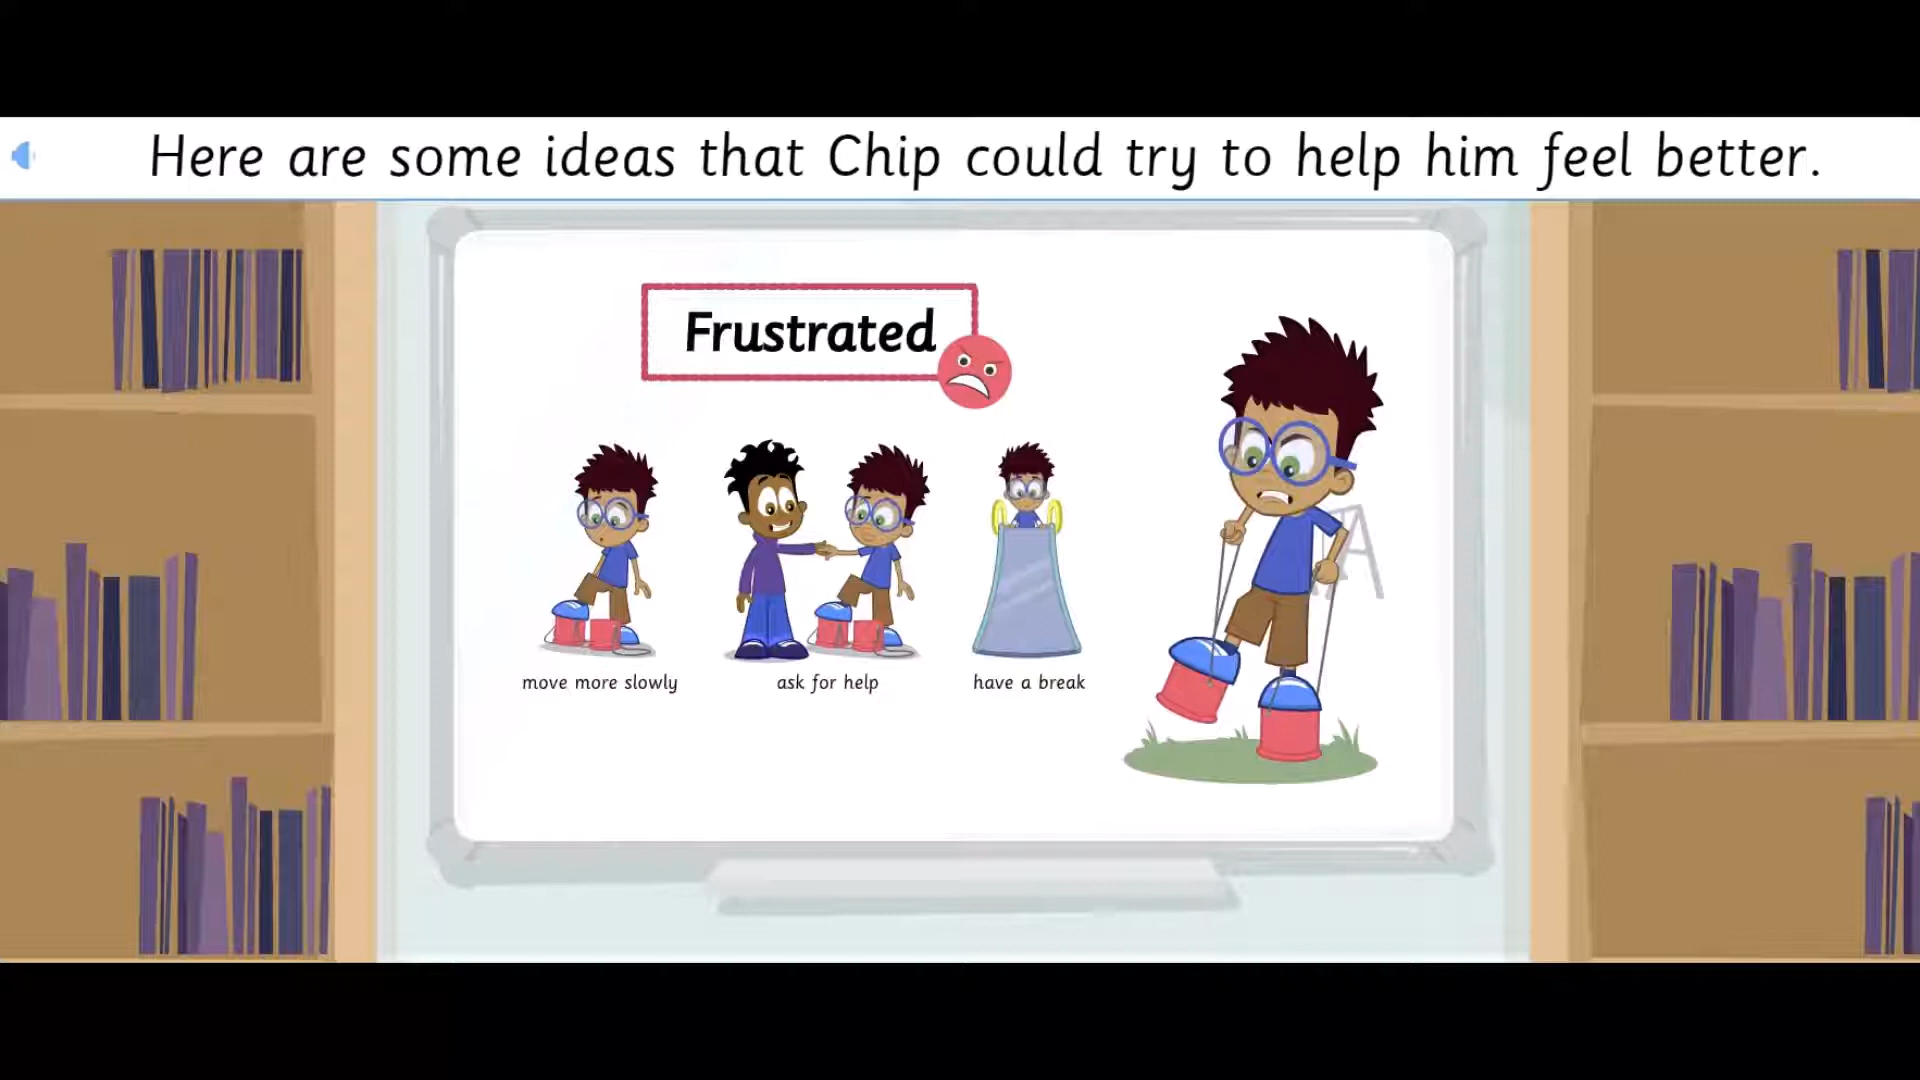 Here are some ideas that Chip could try to help him feel better.
Frustrated
move more slowly
ask for help
have a break